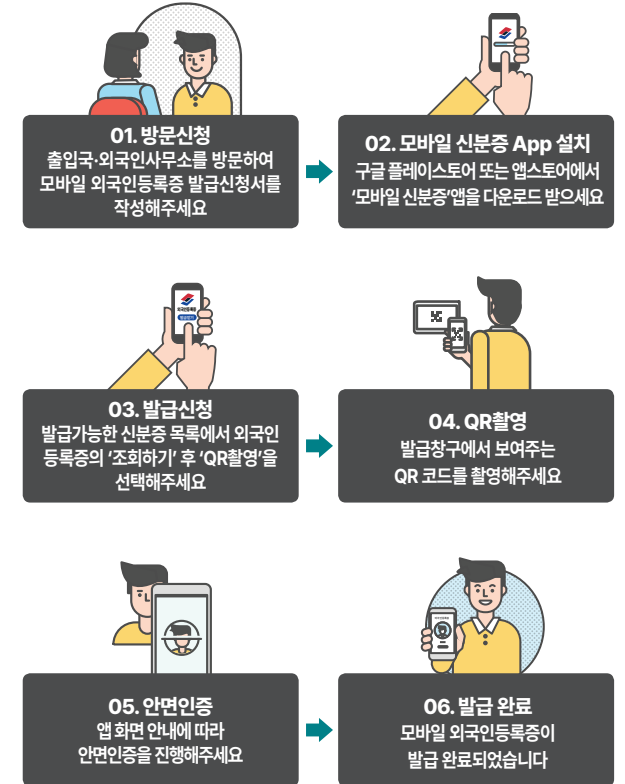 01. 방문신청
출입국·외국인사무소를 방문하여
모바일 외국인등록증 발급신청서를
작성해주세요
02. 모바일 신분증 App 설치
구글 플레이스토어 또는 앱스토어에서
‘모바일 신분증’앱을 다운로드 받으세요
03. 발급신청
발급가능한 신분증 목록에서 외국인
등록증의 ‘조회하기’ 후 ‘QR촬영’을
선택해주세요
04. QR촬영
발급창구에서 보여주는
QR 코드를 촬영해주세요
05. 안면인증
앱 화면 안내에 따라
안면인증을 진행해주세요
06. 발급 완료
모바일 외국인등록증이
발급 완료되었습니다